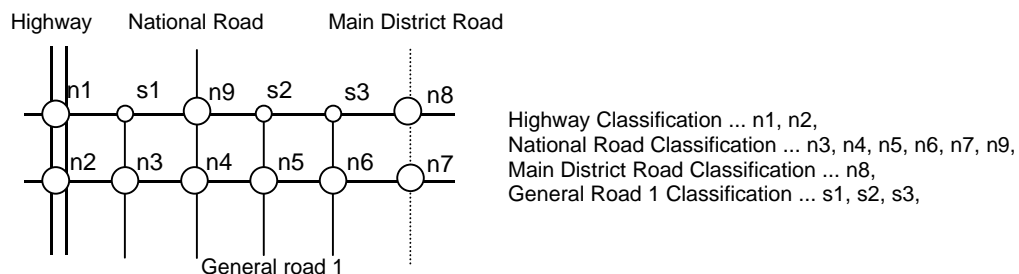 Highway National Road Main District Road
n1 s1 n9 s2 s3 n8
n2 n3 n4 n5 n6 n7
General road 1
Highway Classification ... n1, n2,
National Road Classification ... n3, n4, n5, n6, n7, n9,
Main District Road Classification ... n8,
General Road 1 Classification ... s1, s2, s3,